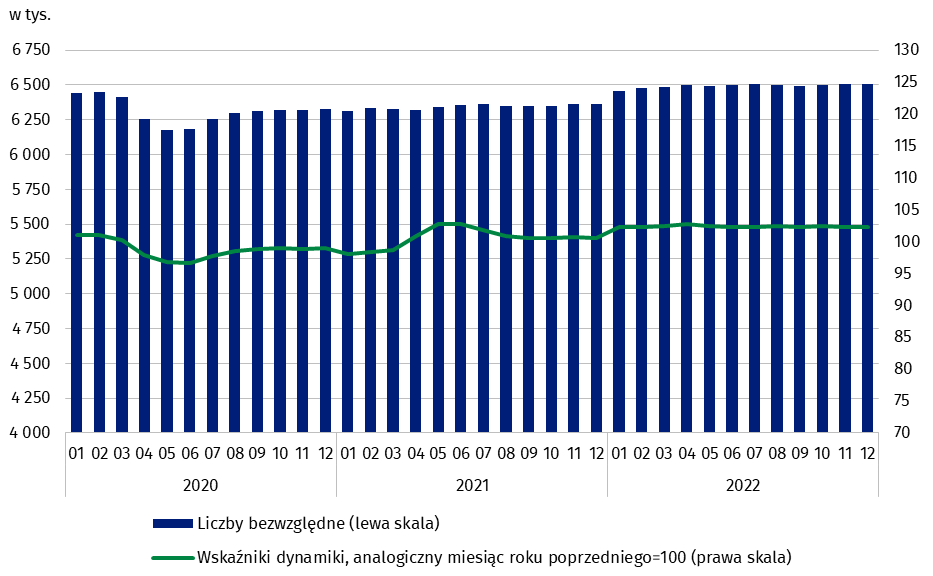 w tys.
6 750 130
6 500 125
6 250 120
6 000 115
5 750 110
5 500 105
5 250 100
5 000 95
4 750 90
4 500 85
4 250 80
4 000 75
70
01 02 03 04 05 06 07 08 09 10 11 12 01 02 03 04 05 06 07 08 09 10 11 12 01 02 03 04 05 06 07 08 09 10 11 12
2020 2021 2022
Liczby bezwzględne (lewa skala)
Wskaźniki dynamiki, analogiczny miesiąc roku poprzedniego=100 (prawa skala)